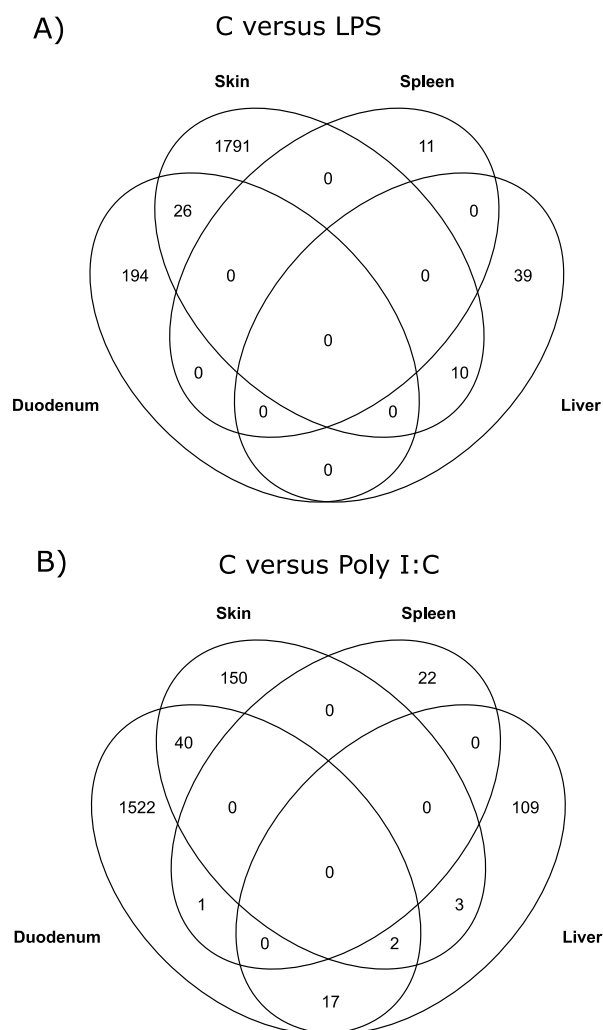 A) C versus LPS
Skin Spleen
1791 11
0
26 0
194 0 0 39
0
0 10
Duodenum 0 0 Liver
0
B) C versus Poly I:C
Skin Spleen
150 22
0
40 0
1522 0 0 109
0
1 3
Duodenum 0 2 Liver
17